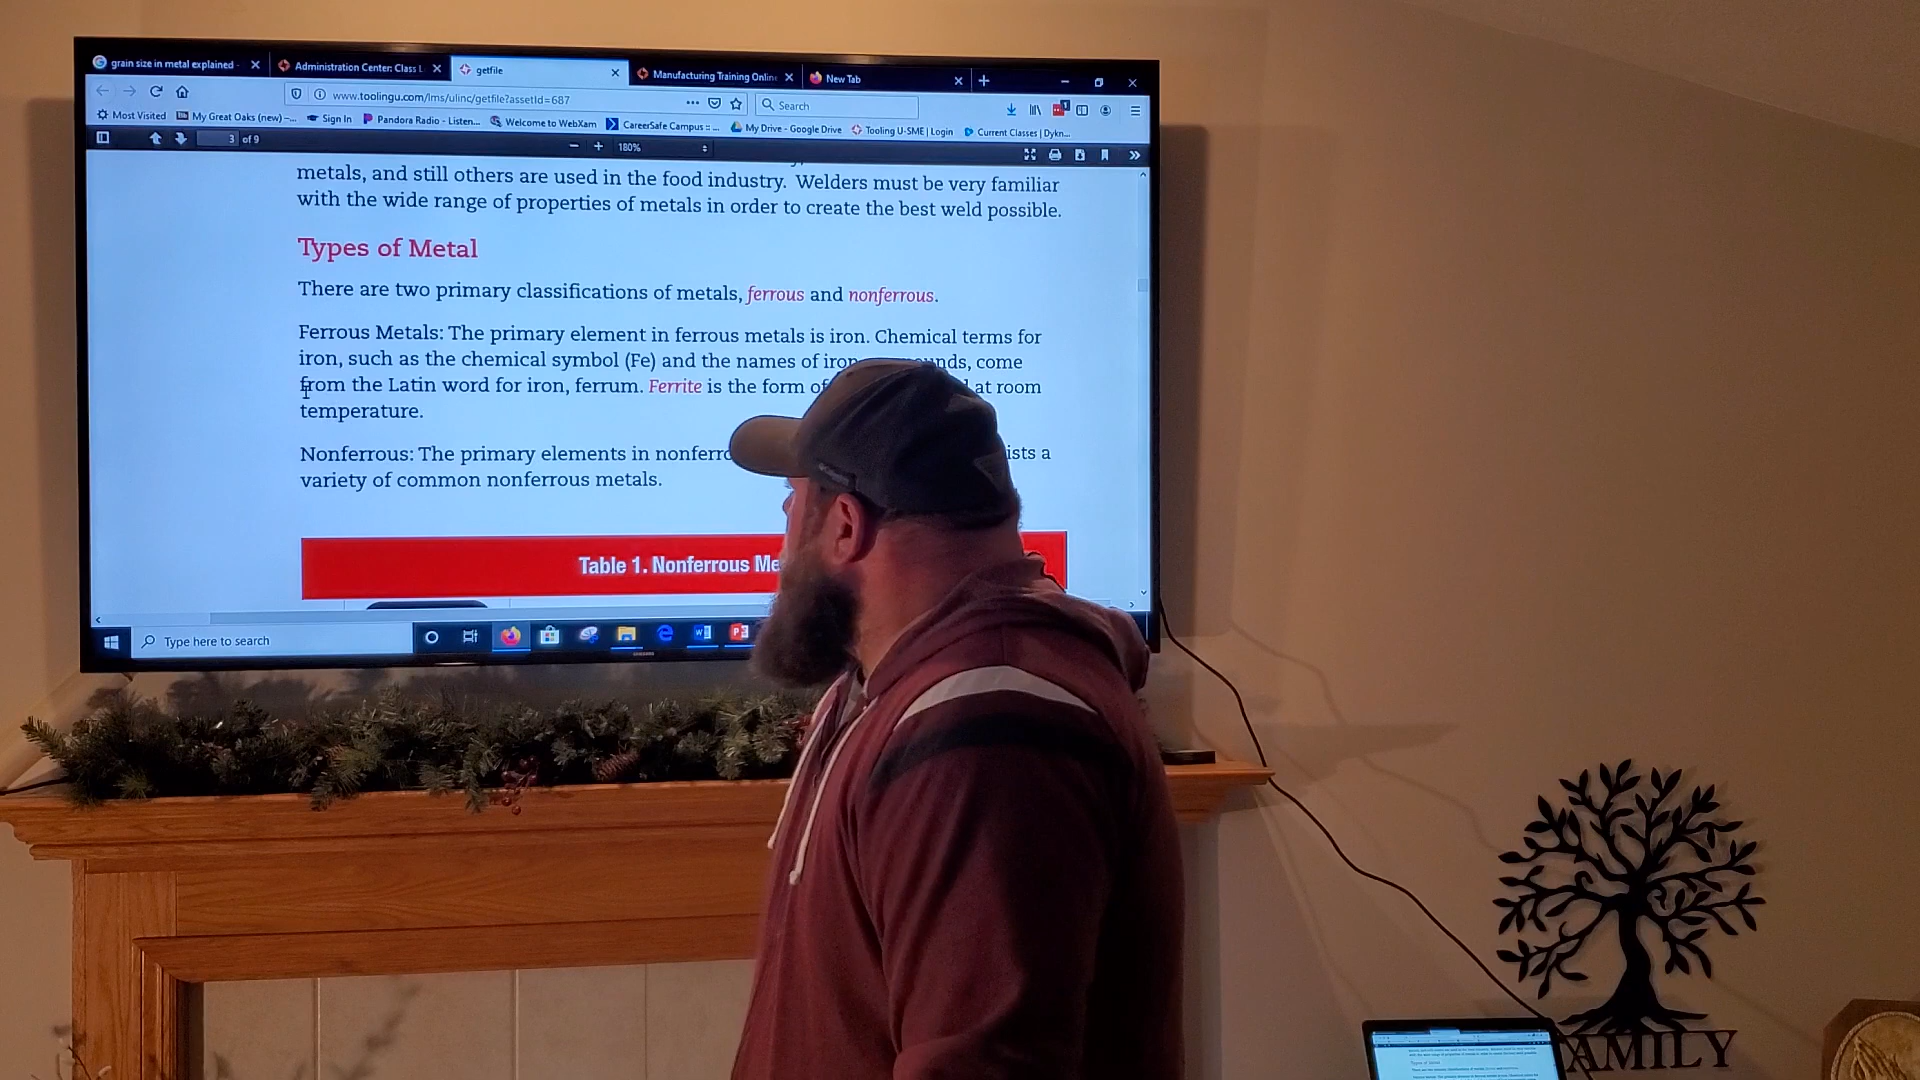 grain size in metal explained -
Administration Center: Class L
getfile
Manufacturing Training Online
New Tab
www.toolingu.com/lms/ulinc/getfile?assetId=687
Search
Most Visited
My Great Oaks (new) –...
Sign In
Pandora Radio - Listen...
Welcome to WebXam
CareerSafe Campus :: ...
My Drive - Google Drive
Tooling U-SME | Login
Current Classes | Dykn...
3 of 9
180%
metals, and still others are used in the food industry. Welders must be very familiar
with the wide range of properties of metals in order to create the best weld possible.
Types of Metal
There are two primary classifications of metals, ferrous and nonferrous.
Ferrous Metals: The primary element in ferrous metals is iron. Chemical terms for
iron, such as the chemical symbol (Fe) and the names of iron nds, come
from the Latin word for iron, ferrum. Ferrite is the form of at room
temperature.
Nonferrous: The primary elements in nonferro ists a
variety of common nonferrous metals.
Table 1. Nonferrous Me
Type here to search
SAMSUNG
FAMILY